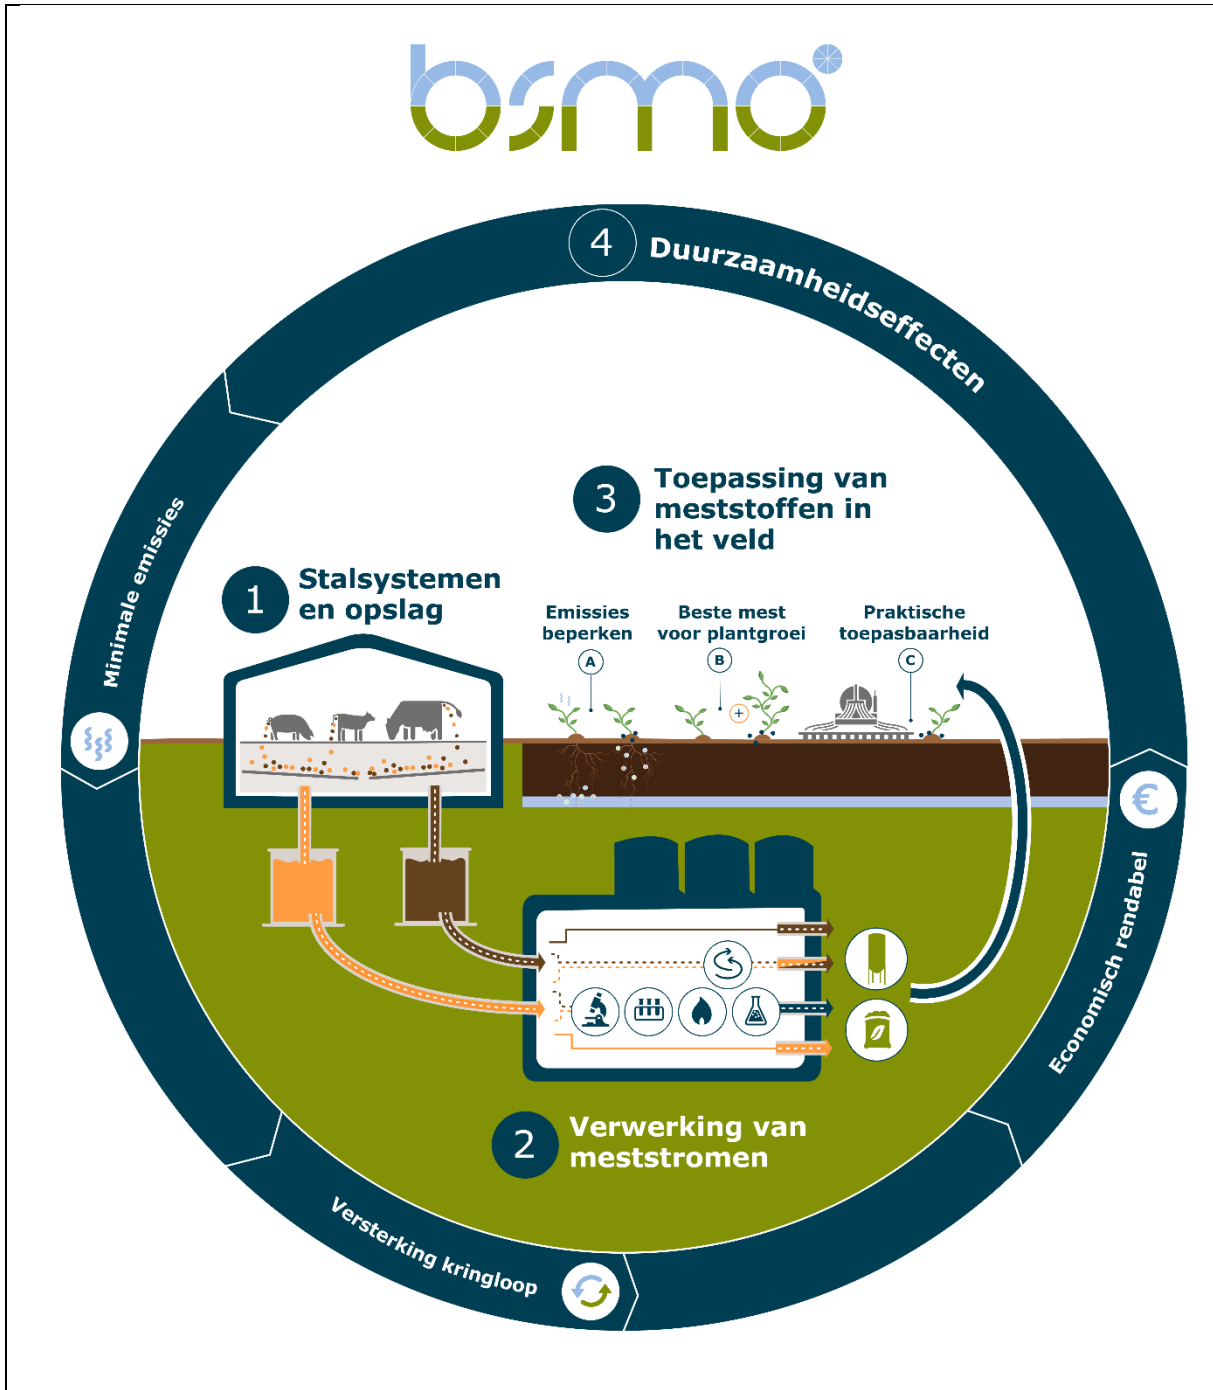 bsmo
4 Duurzaamheidseffecten
3 Toepassing van
meststoffen in
het veld
1 Stalsystemen
en opslag
Emissies
beperken
A
Beste mest
voor plantgroei
B
+
Praktische
toepasbaarheid
C
Minimale emissies
€
Economisch rendabel
2 Verwerking van
meststromen
Versterking kringloop